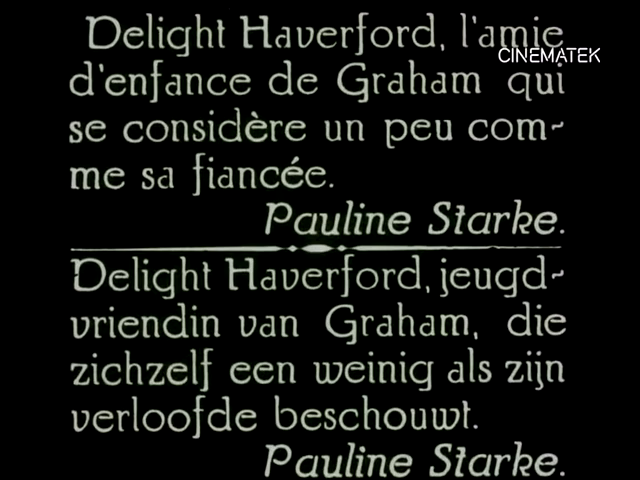 Delight Haverford, l'amie
CINEMATEK
d'enfance de Graham qui
se considère un peu com-
me sa fiancée.
Pauline Starke.
Delight Haverford, jeugd-
vriendin van Graham, die
zichzelf een weinig als zijn
verloofde beschouwt.
Pauline Starke.